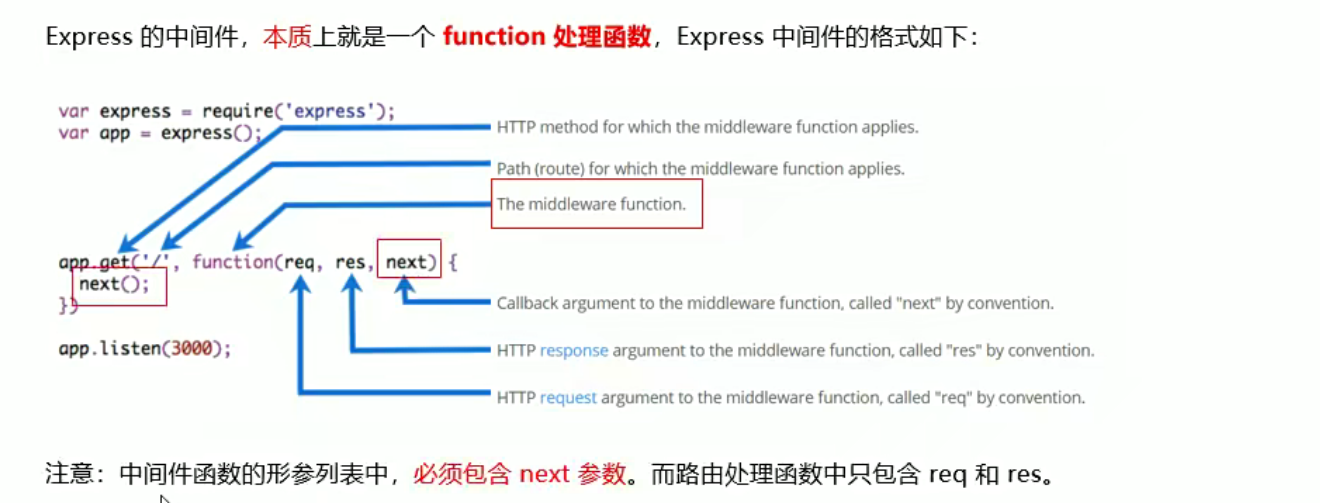 Express 的中间件，本质上就是一个 function 处理函数，Express 中间件的格式如下：
var express = require('express');
var app = express();
HTTP method for which the middleware function applies.
Path (route) for which the middleware function applies.
The middleware function.
app.get('/', function(req, res, next) {
next();
})
Callback argument to the middleware function, called "next" by convention.
app.listen(3000);
HTTP response argument to the middleware function, called "res" by convention.
HTTP request argument to the middleware function, called "req" by convention.
注意：中间件函数的形参列表中，必须包含 next 参数。而路由处理函数中只包含 req 和 res。